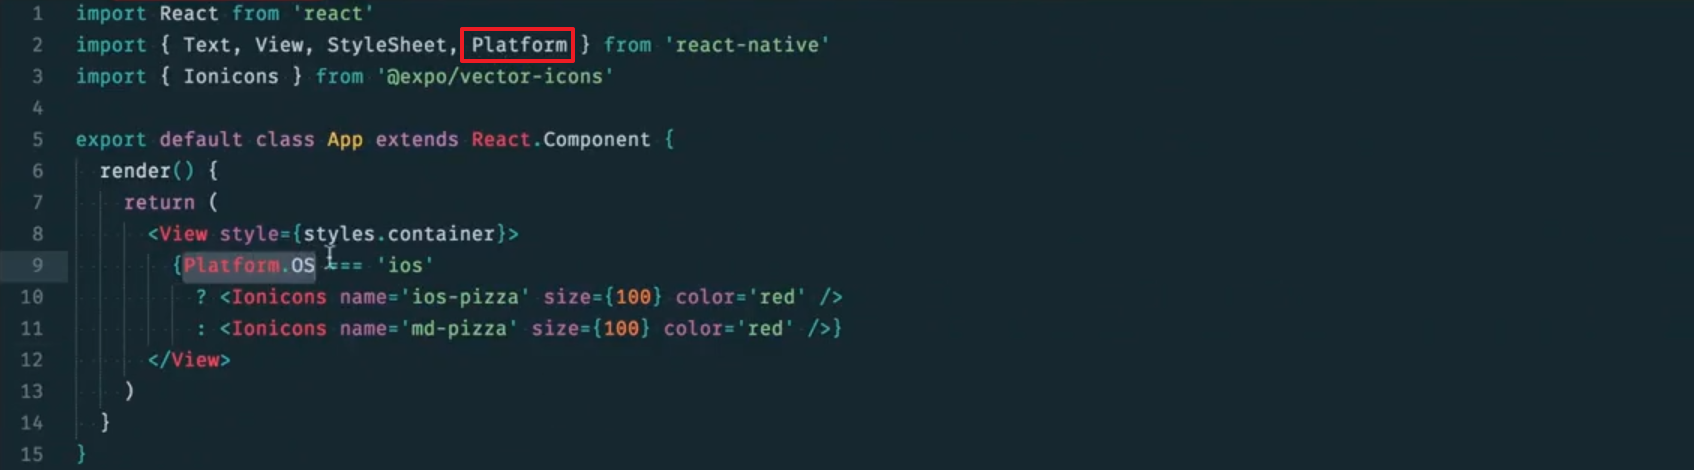 1 import React from 'react'
2 import { Text, View, StyleSheet, Platform } from 'react-native'
3 import { Ionicons } from '@expo/vector-icons'
4
5 export default class App extends React.Component {
6 render() {
7 return (
8 <View style={styles.container}>
9 {Platform.OS === 'ios'
10 ? <Ionicons name='ios-pizza' size={100} color='red' />
11 : <Ionicons name='md-pizza' size={100} color='red' />}
12 </View>
13 )
14 }
15 }